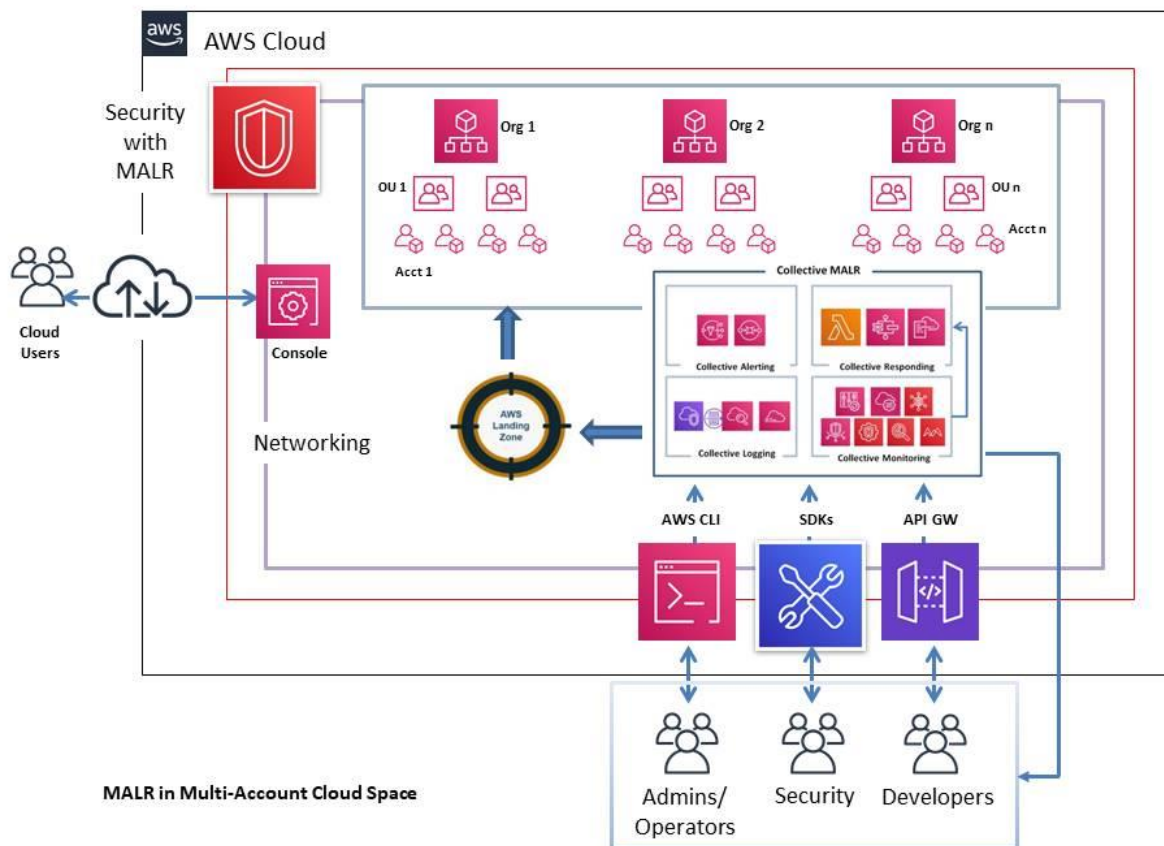 aws
AWS Cloud
Security
with
MALR
Org 1
Org 2
Org n
OU 1
OU n
Acct 1
Acct n
Cloud
Users
Console
Collective MALR
Collective Alerting
Collective Responding
Collective Logging
Collective Monitoring
AWS
Landing
Zone
Networking
AWS CLI
SDKs
API GW
Admins/
Operators
Security
Developers
MALR in Multi-Account Cloud Space